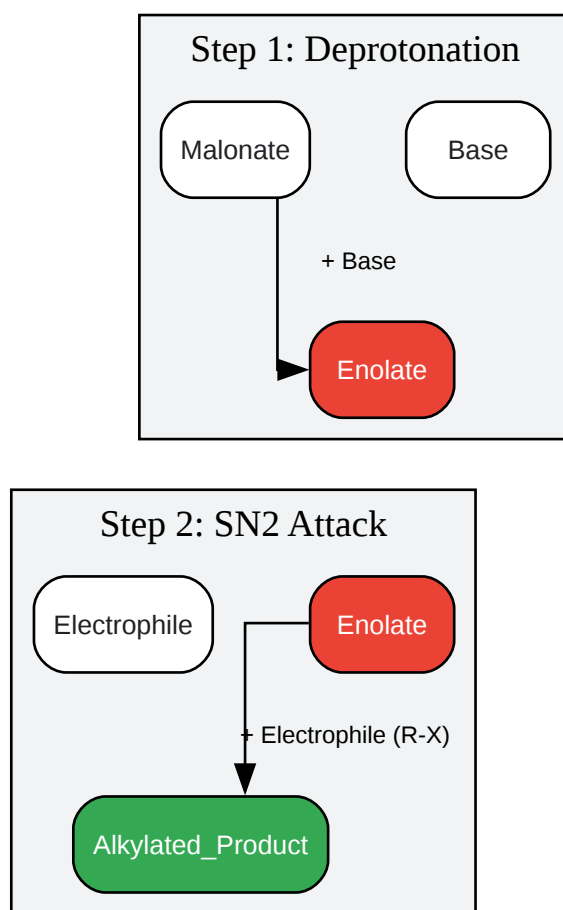 Step 1: Deprotonation
Malonate
Base
+ Base
Enolate
Step 2: SN2 Attack
Electrophile
Enolate
+ Electrophile (R-X)
Alkylated_Product